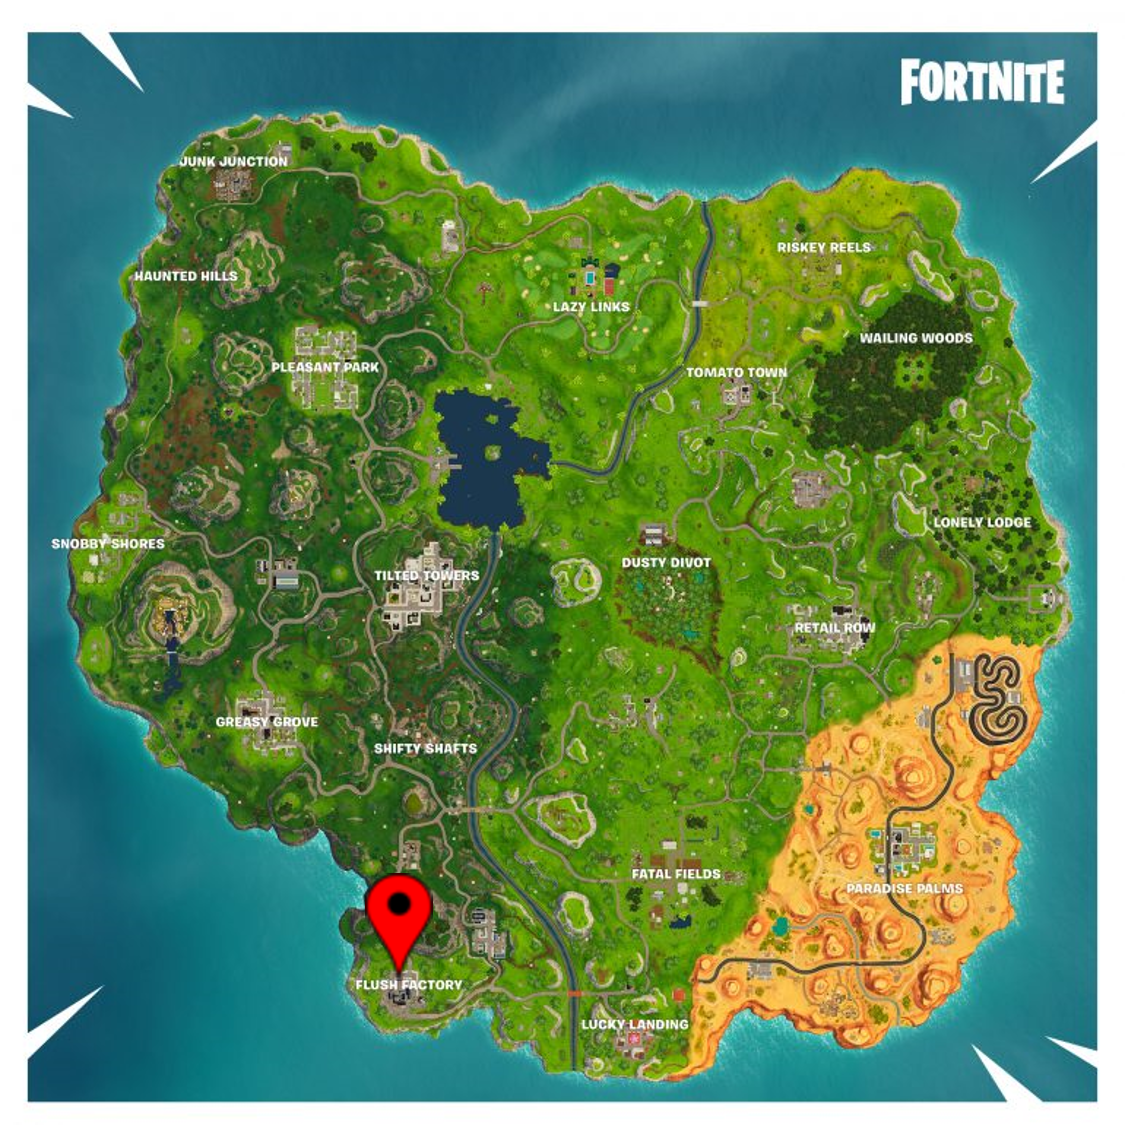 FORTNITE
JUNK JUNCTION
RISKEY REELS
HAUNTED HILLS
LAZY LINKS
WAILING WOODS
PLEASANT PARK
TOMATO TOWN
LONELY LODGE
SNOBBY SHORES
DUSTY DIVOT
TILTED TOWERS
RETAIL ROW
GREASY GROVE
SHIFTY SHAFTS
FATAL FIELDS
PARADISE PALMS
FLUSH FACTORY
LUCKY LANDING